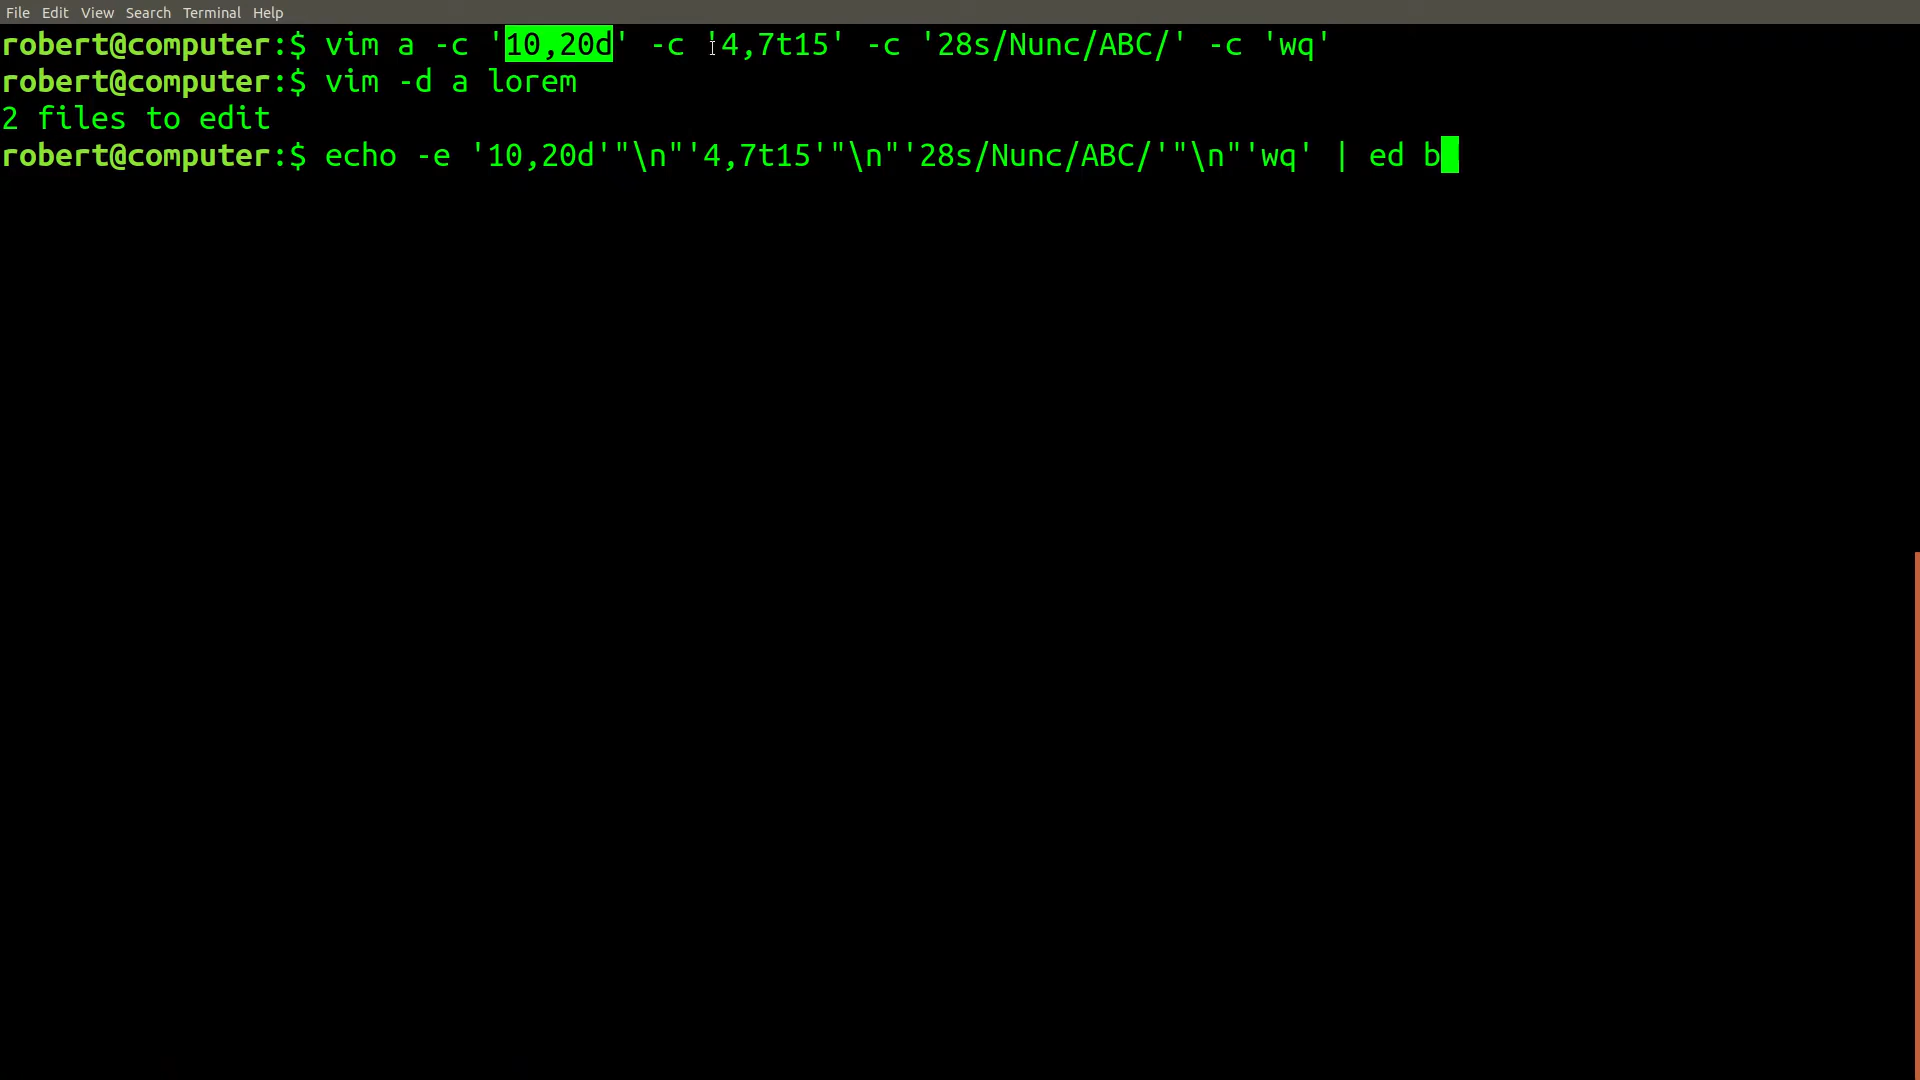 File Edit View Search Terminal Help
robert@computer:$ vim a -c '10,20d' -c '4,7t15' -c '28s/Nunc/ABC/' -c 'wq'
robert@computer:$ vim -d a lorem
2 files to edit
robert@computer:$ echo -e '10,20d'"\n"'4,7t15'"\n"'28s/Nunc/ABC/'"\n"'wq' | ed b